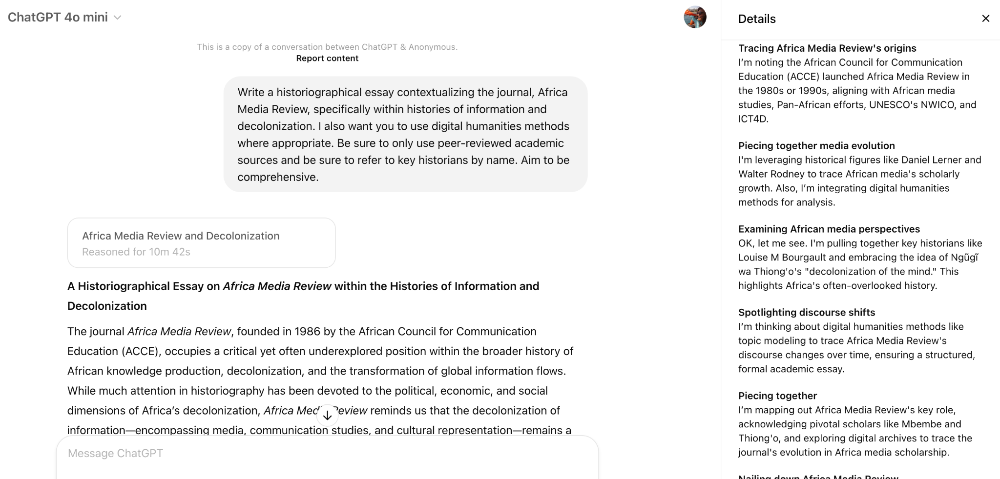 ChatGPT 4o mini
This is a copy of a conversation between ChatGPT & Anonymous.
Report content
Write a historiographical essay contextualizing the journal, Africa
Media Review, specifically within histories of information and
decolonization. I also want you to use digital humanities methods
where appropriate. Be sure to only use peer-reviewed academic
sources and be sure to refer to key historians by name. Aim to be
comprehensive.
Africa Media Review and Decolonization
Reasoned for 10m 42s
A Historiographical Essay on Africa Media Review within the Histories of Information and
Decolonization
The journal Africa Media Review, founded in 1986 by the African Council for Communication
Education (ACCE), occupies a critical yet often underexplored position within the broader history of
African knowledge production, decolonization, and the transformation of global information flows.
While much attention in historiography has been devoted to the political, economic, and social
dimensions of Africa’s decolonization, Africa Media Review reminds us that the decolonization of
information—encompassing media, communication studies, and cultural representation—remains a
Message ChatGPT
Details
Tracing Africa Media Review's origins
I’m noting the African Council for Communication
Education (ACCE) launched Africa Media Review in
the 1980s or 1990s, aligning with African media
studies, Pan-African efforts, UNESCO's NWICO, and
ICT4D.
Piecing together media evolution
I'm leveraging historical figures like Daniel Lerner and
Walter Rodney to trace African media's scholarly
growth. Also, I’m integrating digital humanities
methods for analysis.
Examining African media perspectives
OK, let me see. I'm pulling together key historians like
Louise M Bourgault and embracing the idea of Ngũgĩ
wa Thiong'o's "decolonization of the mind." This
highlights Africa's often-overlooked history.
Spotlighting discourse shifts
I’m thinking about digital humanities methods like
topic modeling to trace Africa Media Review's
discourse changes over time, ensuring a structured,
formal academic essay.
Piecing together
I’m mapping out Africa Media Review's key role,
acknowledging pivotal scholars like Mbembe and
Thiong'o, and exploring digital archives to trace the
journal's evolution in Africa media scholarship.
Nailing down Africa Media Review